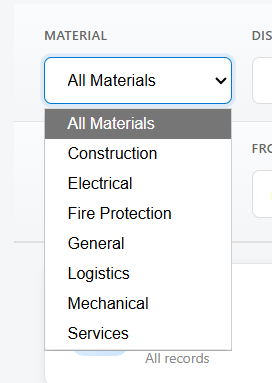 MATERIAL
DIS
All Materials
All Materials
Construction
Electrical
FRO
Fire Protection
General
Logistics
Mechanical
Services
All records